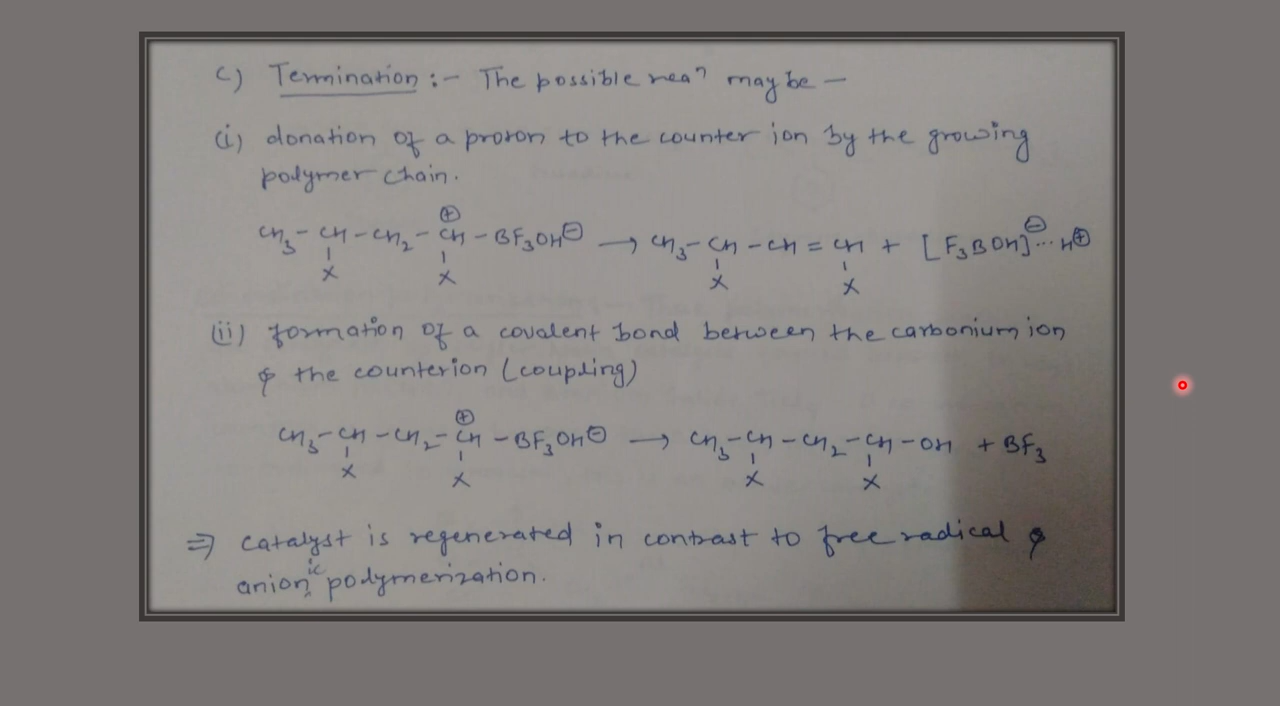 c) Termination :- The possible reaⁿ may be -
(i) donation of a proton to the counter ion by the growing
polymer chain.
CH₃-CH-CH₂-CH⊕-BF₃OH⊖ → CH₃-CH-CH=CH + [F₃BOH]⊖...H⊕
X X X X
(ii) formation of a covalent bond between the carbonium ion
& the counterion (coupling)
CH₃-CH-CH₂-CH⊕-BF₃OH⊖ → CH₃-CH-CH₂-CH-OH + BF₃
X X X X
⇒ catalyst is regenerated in contrast to free radical &
anionic polymerization.